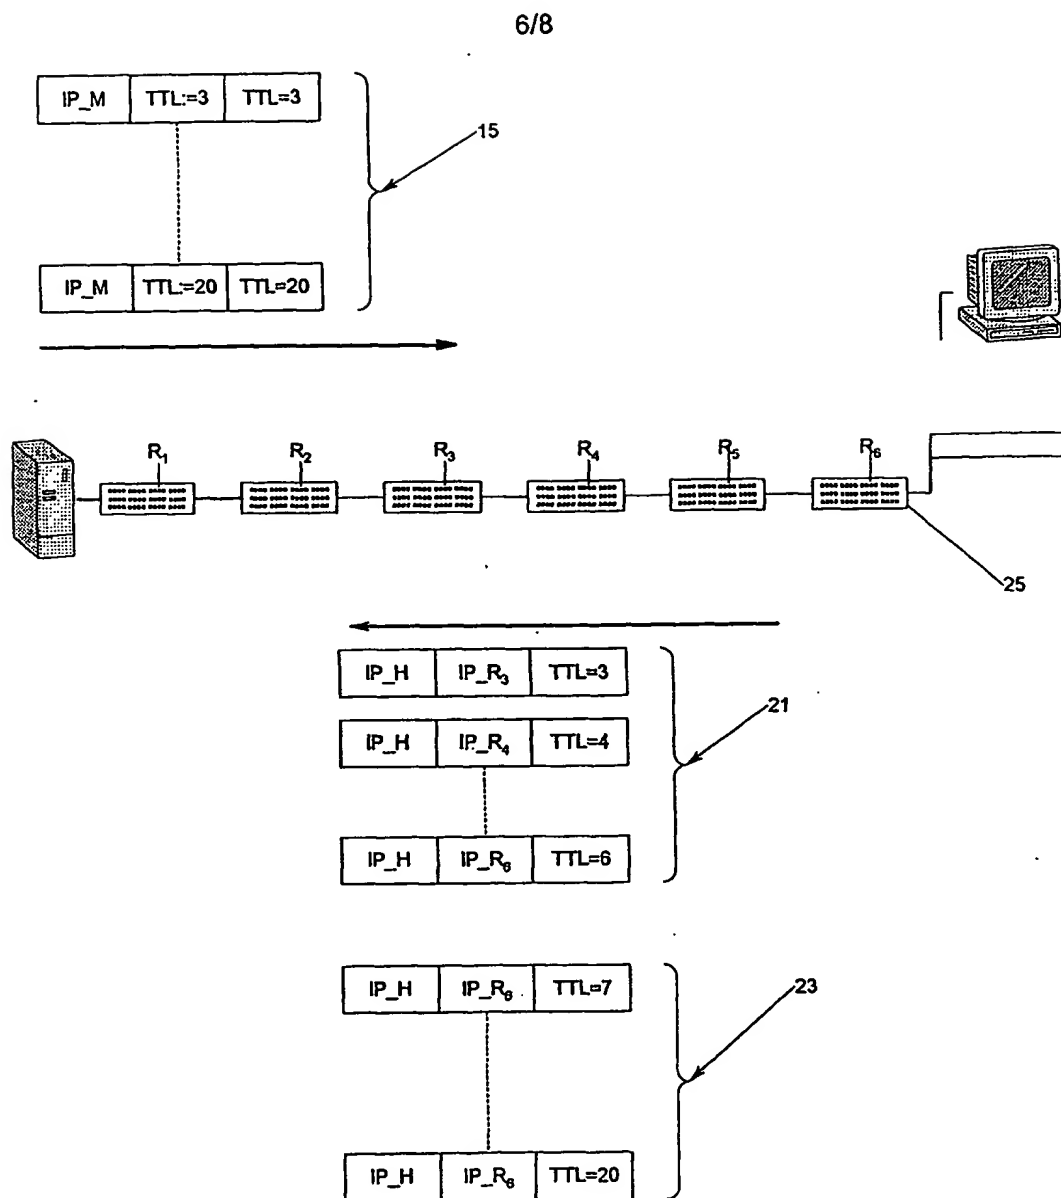 6/8
IP_M TTL:=3 TTL=3
15
IP_M TTL:=20 TTL=20
R₁ R₂ R₃ R₄ R₅ R₆
25
IP_H IP_R₃ TTL=3
21
IP_H IP_R₄ TTL=4
IP_H IP_R₆ TTL=6
IP_H IP_R₆ TTL=7
23
IP_H IP_R₆ TTL=20